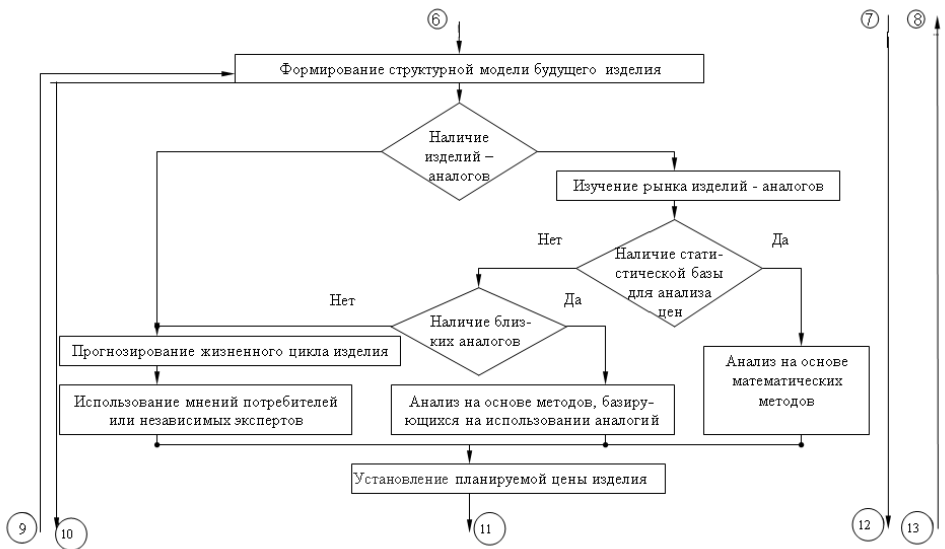 6
7
8
Формирование структурной модели будущего изделия
Наличие
изделий –
аналогов
Изучение рынка изделий - аналогов
Нет
Да
Наличие стати-
стической базы
для анализа
цен
Нет
Да
Наличие близ-
ких аналогов
Прогнозирование жизненного цикла изделия
Анализ на основе
математических
методов
Использование мнений потребителей
или независимых экспертов
Анализ на основе методов, базиру-
ющихся на использовании аналогий
Установление планируемой цены изделия
9
10
11
12
13